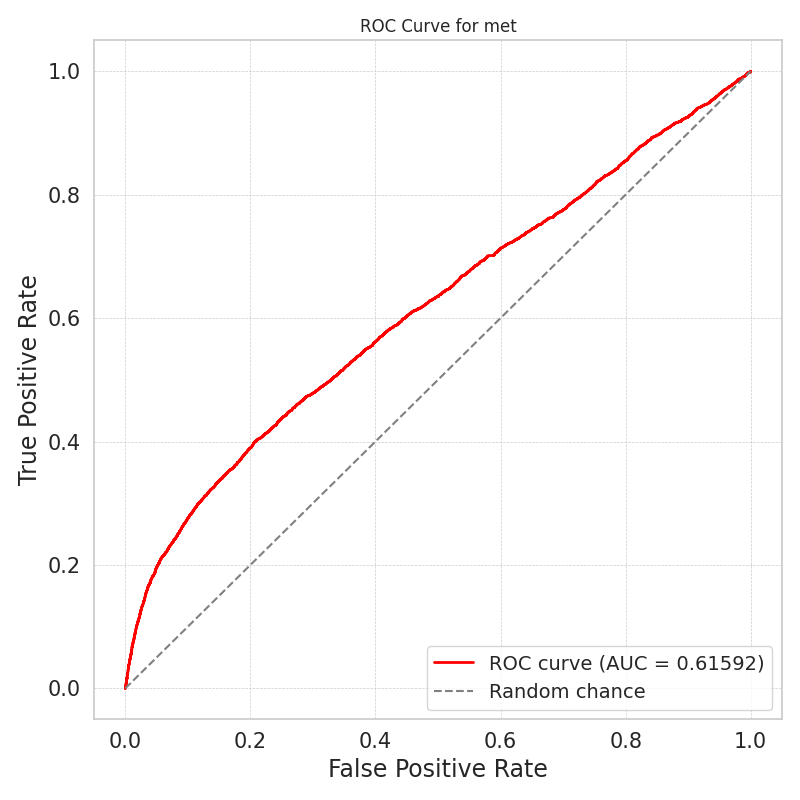 ROC Curve for met
True Positive Rate
1.0
0.8
0.6
0.4
0.2
0.0
ROC curve (AUC = 0.61592)
Random chance
0.0 0.2 0.4 0.6 0.8 1.0
False Positive Rate